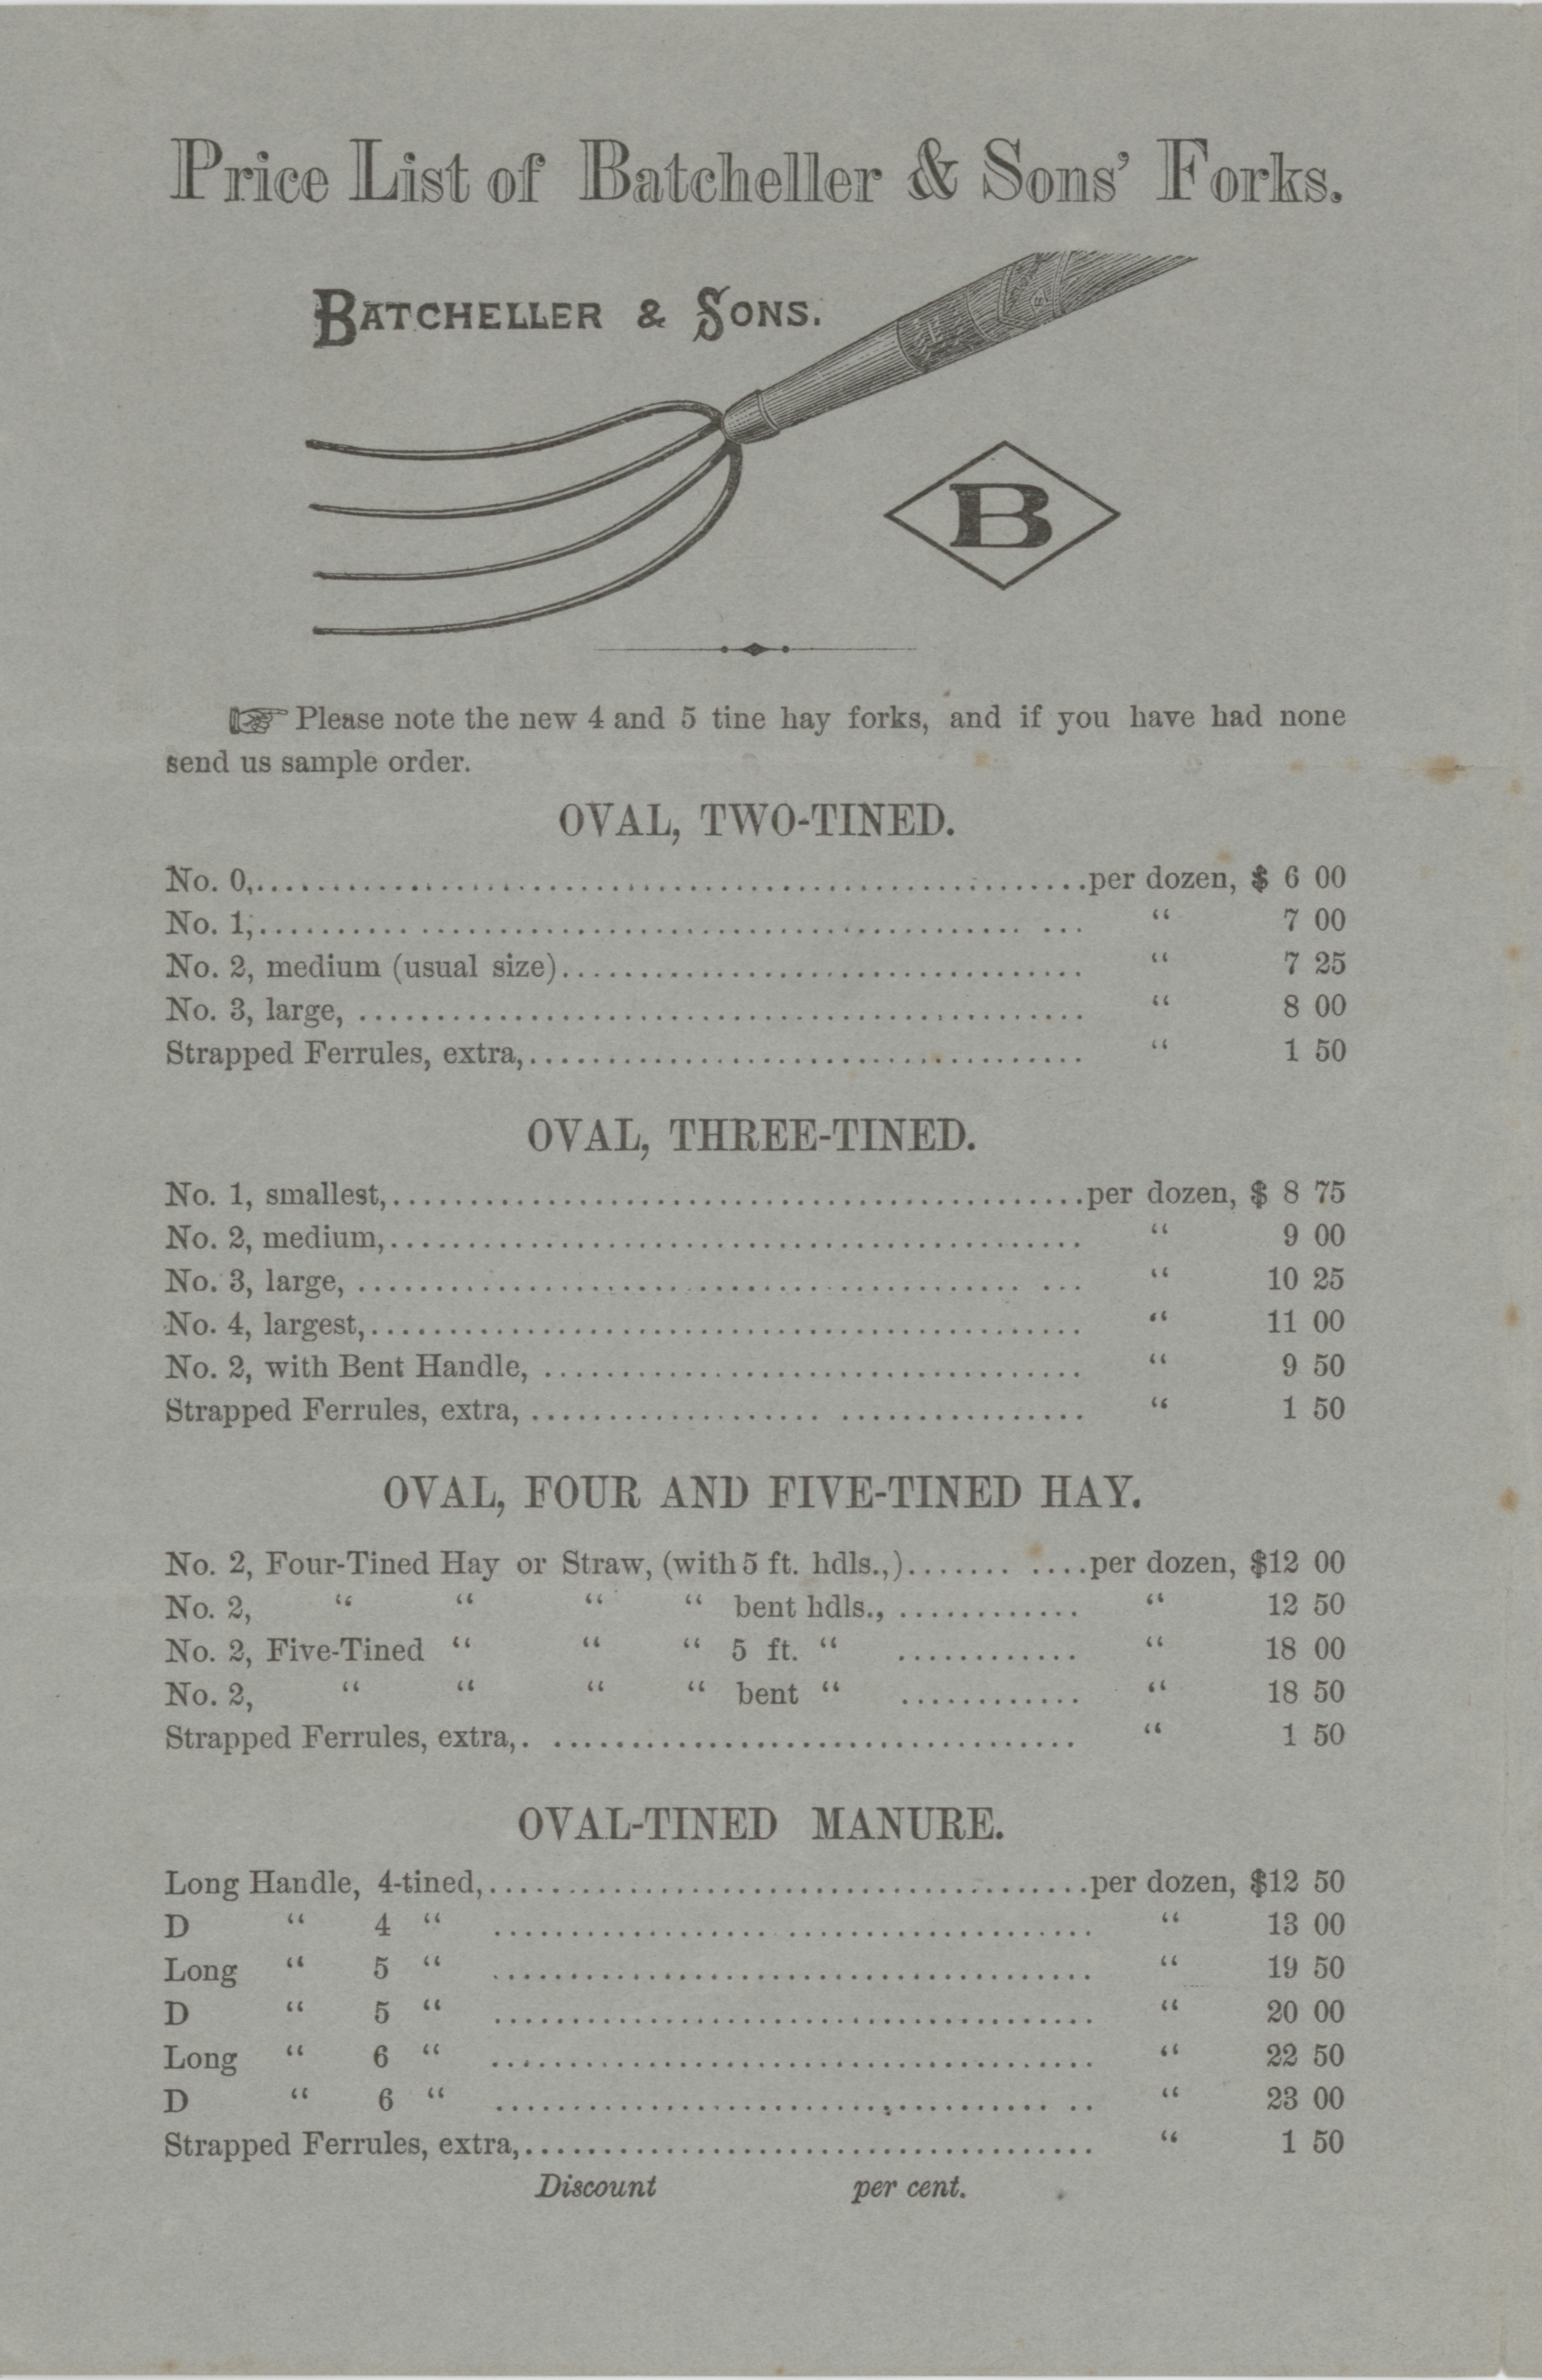 Price List of Batcheller & Sons' Forks.
BATCHELLER & SONS.
B
☞ Please note the new 4 and 5 tine hay forks, and if you have had none
send us sample order.
OVAL, TWO-TINED.
No. 0,........................................per dozen, $ 6 00
No. 1,........................................ “ 7 00
No. 2, medium (usual size)........................................ “ 7 25
No. 3, large, ........................................ “ 8 00
Strapped Ferrules, extra,........................................ “ 1 50
OVAL, THREE-TINED.
No. 1, smallest,........................................per dozen, $ 8 75
No. 2, medium,........................................ “ 9 00
No. 3, large, ........................................ “ 10 25
No. 4, largest,........................................ “ 11 00
No. 2, with Bent Handle, ........................................ “ 9 50
Strapped Ferrules, extra, ........................................ “ 1 50
OVAL, FOUR AND FIVE-TINED HAY.
No. 2, Four-Tined Hay or Straw, (with 5 ft. hdls.,)....... ....per dozen, $12 00
No. 2, “ “ “ “ bent hdls., ............ “ 12 50
No. 2, Five-Tined “ “ “ 5 ft. “ ............ “ 18 00
No. 2, “ “ “ “ bent “ ............ “ 18 50
Strapped Ferrules, extra,. ........................................ “ 1 50
OVAL-TINED MANURE.
Long Handle, 4-tined,........................................per dozen, $12 50
D “ 4 “ ........................................ “ 13 00
Long “ 5 “ ........................................ “ 19 50
D “ 5 “ ........................................ “ 20 00
Long “ 6 “ ........................................ “ 22 50
D “ 6 “ ........................................ “ 23 00
Strapped Ferrules, extra,........................................ “ 1 50
Discount per cent.